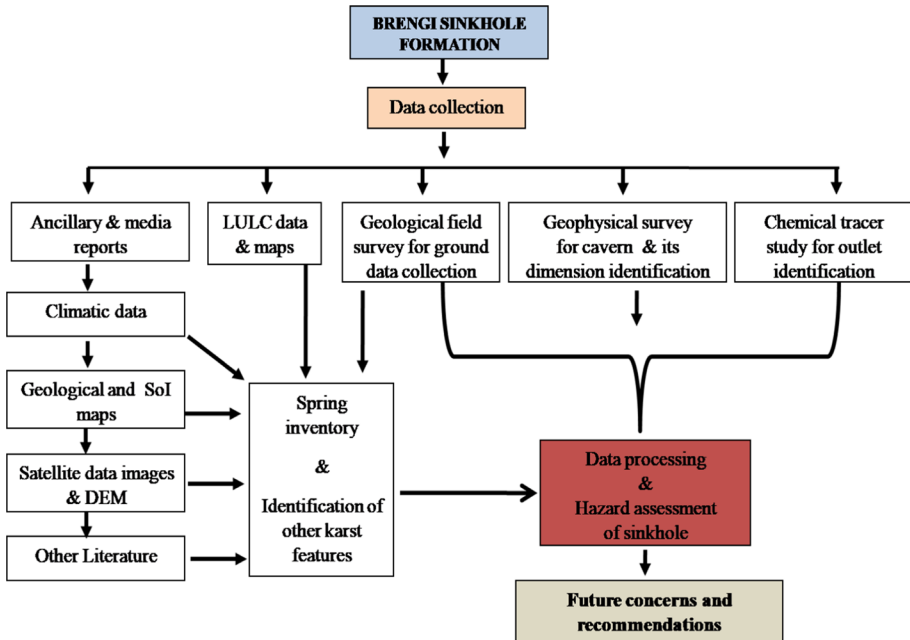 BRENGI SINKHOLE
FORMATION
Data collection
Ancillary & media
reports
LULC data
& maps
Geological field
survey for ground
data collection
Geophysical survey
for cavern & its
dimension identification
Chemical tracer
study for outlet
identification
Climatic data
Geological and SoI
maps
Satellite data images
& DEM
Other Literature
Spring
inventory
&
Identification of
other karst
features
Data processing
&
Hazard assessment
of sinkhole
Future concerns and
recommendations